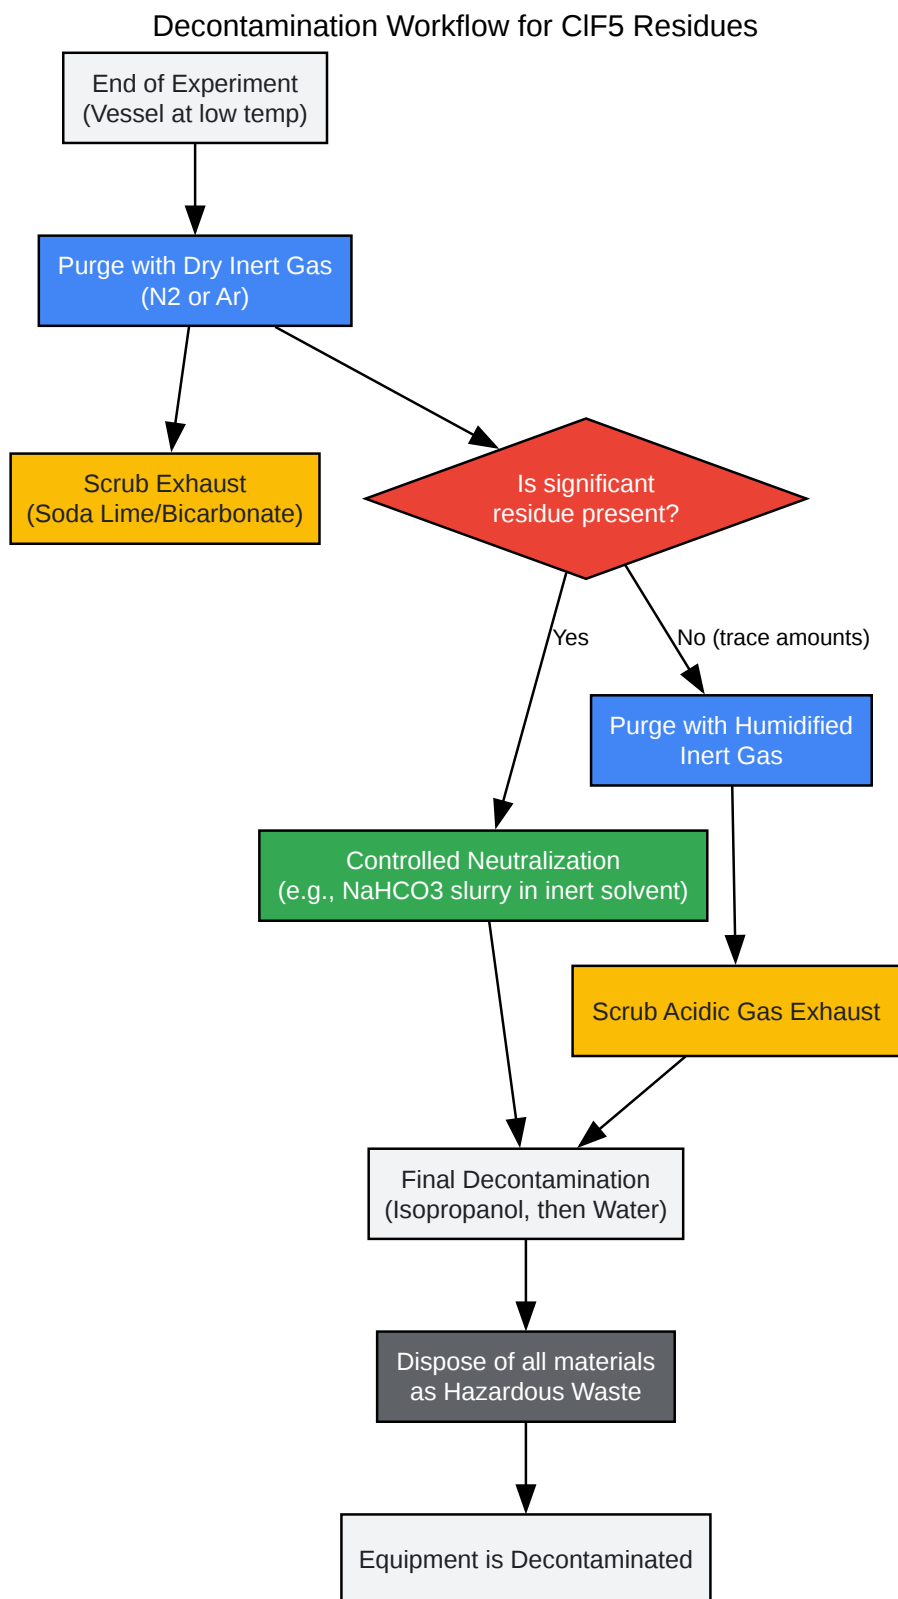 Decontamination Workflow for ClF5 Residues
End of Experiment
(Vessel at low temp)
Purge with Dry Inert Gas
(N2 or Ar)
Scrub Exhaust
(Soda Lime/Bicarbonate)
Is significant
residue present?
Yes
No (trace amounts)
Purge with Humidified
Inert Gas
Controlled Neutralization
(e.g., NaHCO3 slurry in inert solvent)
Scrub Acidic Gas Exhaust
Final Decontamination
(Isopropanol, then Water)
Dispose of all materials
as Hazardous Waste
Equipment is Decontaminated